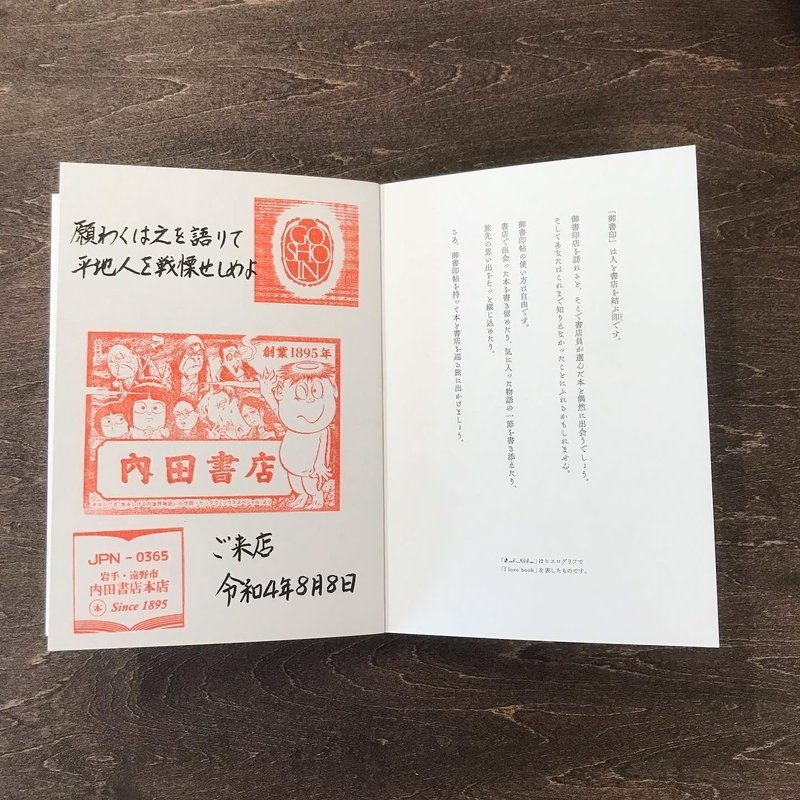 願わくは之を語りて
平地人を戦慄せしめよ
GO
SHO
IN
創業1895年
内田書店
JPN - 0365
岩手・遠野市
内田書店本店
本 Since 1895
ご来店
令和4年8月8日
「御書印」は人と書店を結ぶ印です。
御書印店を訪れると、そこで書店員が選んだ本と偶然に出会うでしょう。
そしてあなたはこれまで知りえなかったことにふれるかもしれません。
御書印帖の使い方は自由です。
書店で出会った本を書き留めたり、気に入った物語の一節を書き添えたり、
旅先の思い出をそっと綴じ込めたり。
さあ、御書印帖を持って本と書店を巡る旅に出かけましょう。
はヒエログリフで
「I love book」を表したものです。